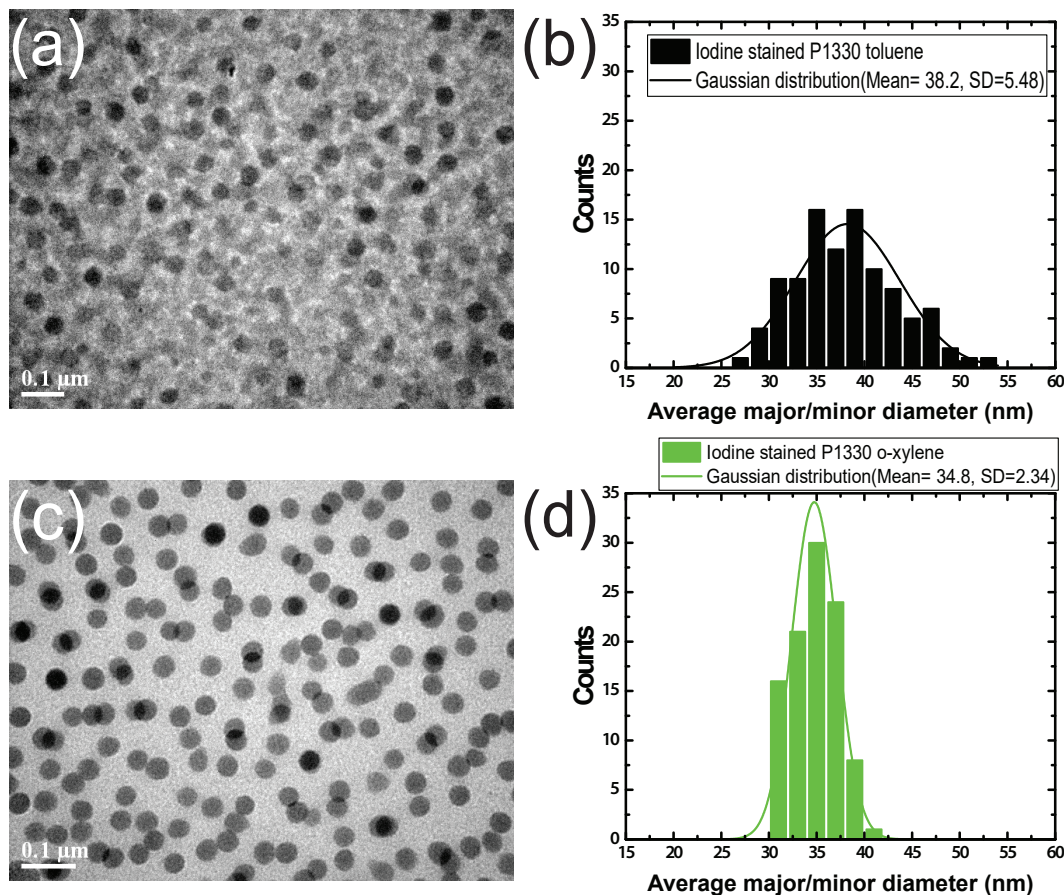 (a)
0.1 µm
(b)
Iodine stained P1330 toluene
Gaussian distribution(Mean= 38.2, SD=5.48)
35
30
25
20
15
10
5
0
Counts
15 20 25 30 35 40 45 50 55 60
Average major/minor diameter (nm)
(c)
0.1 µm
(d)
Iodine stained P1330 o-xylene
Gaussian distribution(Mean= 34.8, SD=2.34)
35
30
25
20
15
10
5
0
Counts
15 20 25 30 35 40 45 50 55 60
Average major/minor diameter (nm)